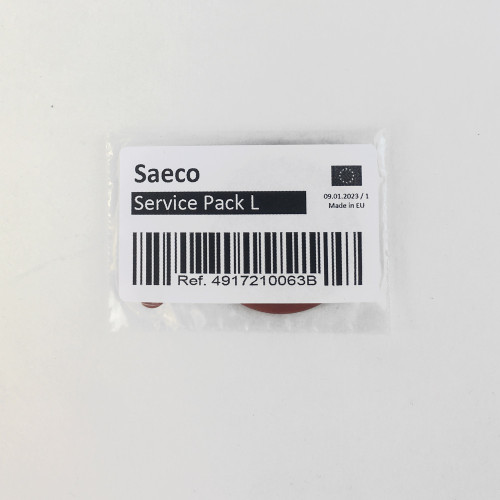 Saeco
Service Pack L
09.01.2023 / 1
Made in EU
Ref. 4917210063B